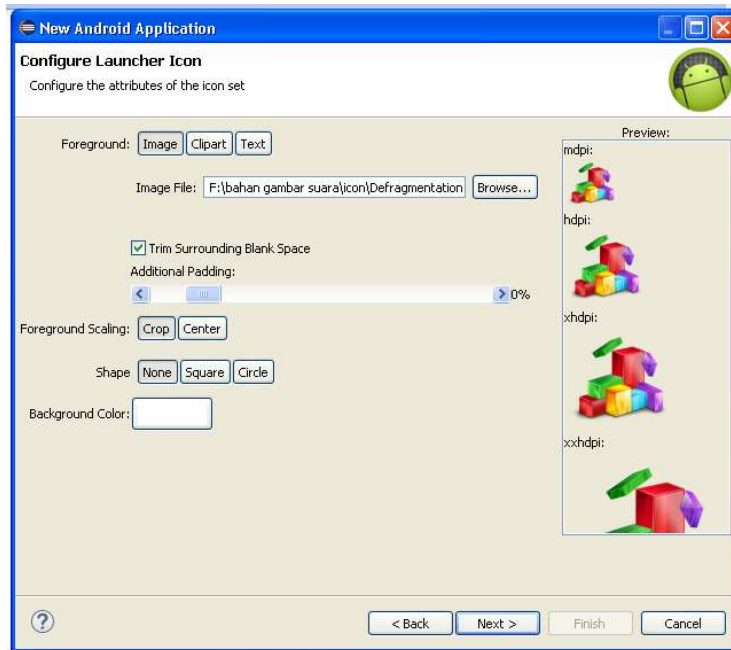 New Android Application
Configure Launcher Icon
Configure the attributes of the icon set
Foreground: Image Clipart Text
Image File: F:\bahan gambar suara\icon\Defragmentation Browse...
Trim Surrounding Blank Space
Additional Padding:
0%
Foreground Scaling: Crop Center
Shape None Square Circle
Background Color:
Preview:
mdpi:
hdpi:
xhdpi:
xxhdpi:
? < Back Next > Finish Cancel